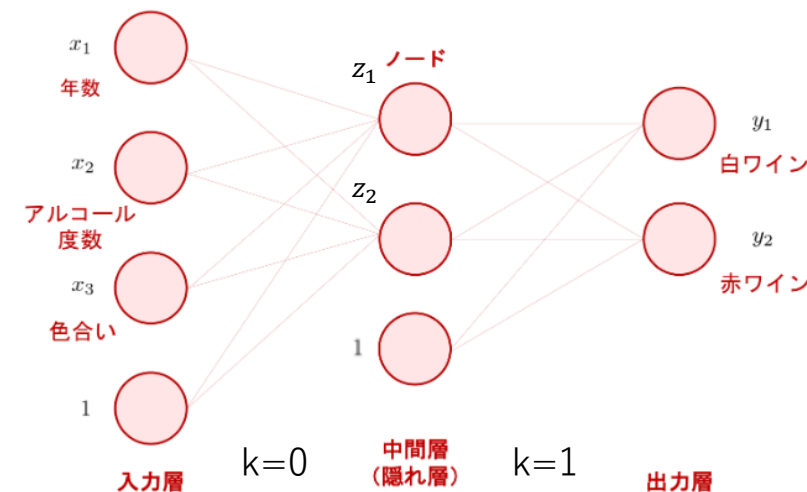 x₁
年数
x₂
アルコール
度数
x₃
色合い
1
入力層
k=0
z₁
ノード
z₂
1
中間層
(隠れ層)
k=1
y₁
白ワイン
y₂
赤ワイン
出力層